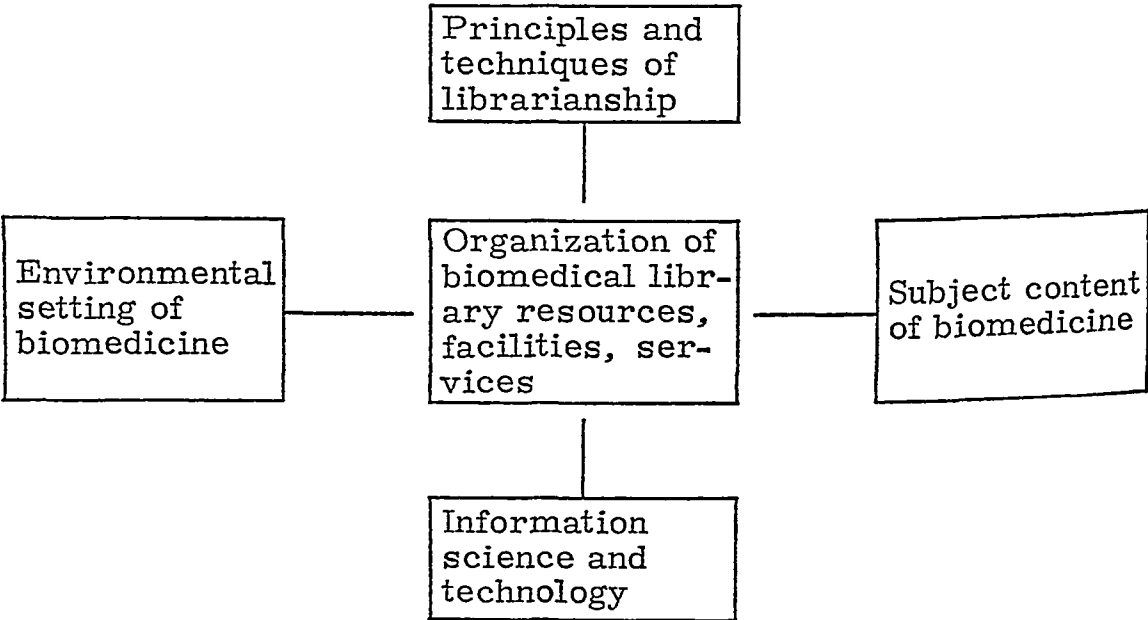 Principles and
techniques of
librarianship
Environmental
setting of
biomedicine
Organization of
biomedical libr-
ary resources,
facilities, ser-
vices
Subject content
of biomedicine
Information
science and
technology